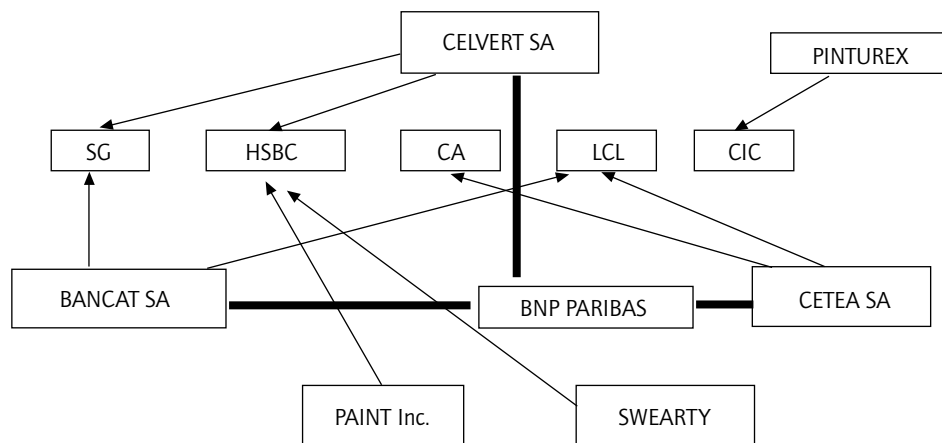 CELVERT SA
PINTUREX
SG
HSBC
CA
LCL
CIC
BANCAT SA
BNP PARIBAS
CETEA SA
PAINT Inc.
SWEARTY